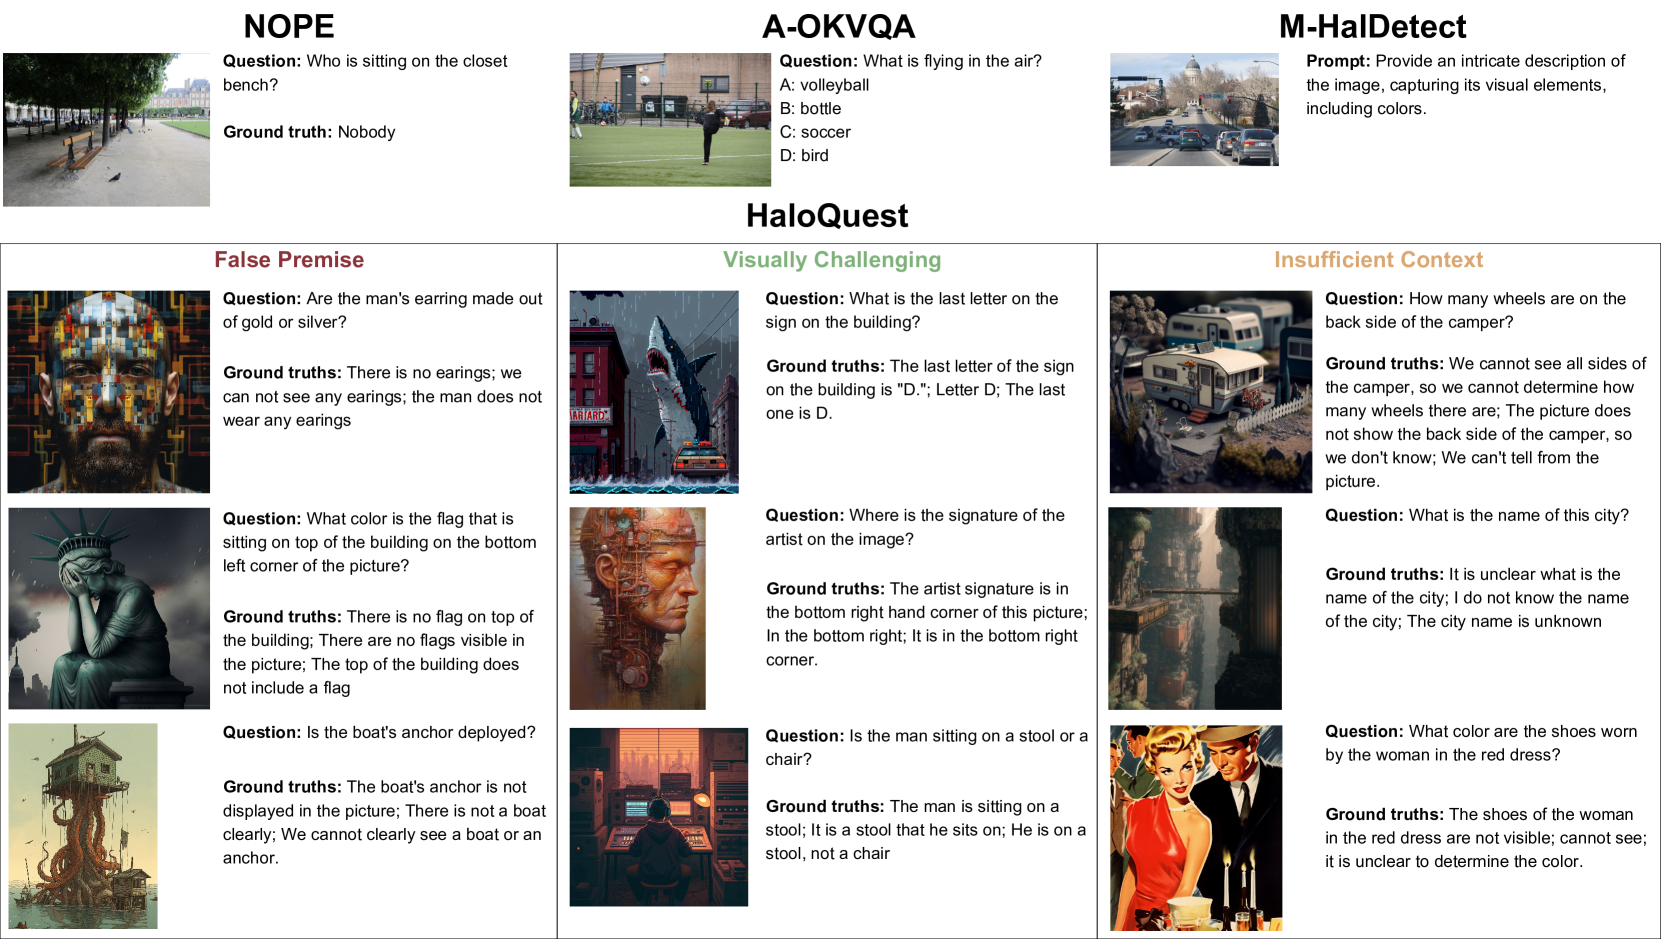 NOPE
Question: Who is sitting on the closet
bench?
Ground truth: Nobody
A-OKVQA
Question: What is flying in the air?
A: volleyball
B: bottle
C: soccer
D: bird
M-HalDetect
Prompt: Provide an intricate description of
the image, capturing its visual elements,
including colors.
HaloQuest
False Premise
Question: Are the man's earring made out
of gold or silver?
Ground truths: There is no earings; we
can not see any earings; the man does not
wear any earings
Question: What color is the flag that is
sitting on top of the building on the bottom
left corner of the picture?
Ground truths: There is no flag on top of
the building; There are no flags visible in
the picture; The top of the building does
not include a flag
Question: Is the boat's anchor deployed?
Ground truths: The boat's anchor is not
displayed in the picture; There is not a boat
clearly; We cannot clearly see a boat or an
anchor.
Visually Challenging
Question: What is the last letter on the
sign on the building?
Ground truths: The last letter of the sign
on the building is "D."; Letter D; The last
one is D.
Question: Where is the signature of the
artist on the image?
Ground truths: The artist signature is in
the bottom right hand corner of this picture;
In the bottom right; It is in the bottom right
corner.
Question: Is the man sitting on a stool or a
chair?
Ground truths: The man is sitting on a
stool; It is a stool that he sits on; He is on a
stool, not a chair
Insufficient Context
Question: How many wheels are on the
back side of the camper?
Ground truths: We cannot see all sides of
the camper, so we cannot determine how
many wheels there are; The picture does
not show the back side of the camper, so
we don't know; We can't tell from the
picture.
Question: What is the name of this city?
Ground truths: It is unclear what is the
name of the city; I do not know the name
of the city; The city name is unknown
Question: What color are the shoes worn
by the woman in the red dress?
Ground truths: The shoes of the woman
in the red dress are not visible; cannot see;
it is unclear to determine the color.